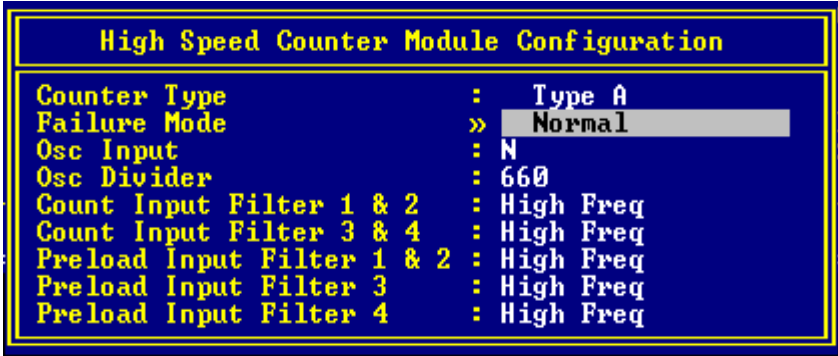 High Speed Counter Module Configuration
Counter Type : Type A
Failure Mode » Normal
Osc Input : N
Osc Divider : 660
Count Input Filter 1 & 2 : High Freq
Count Input Filter 3 & 4 : High Freq
Preload Input Filter 1 & 2 : High Freq
Preload Input Filter 3 : High Freq
Preload Input Filter 4 : High Freq